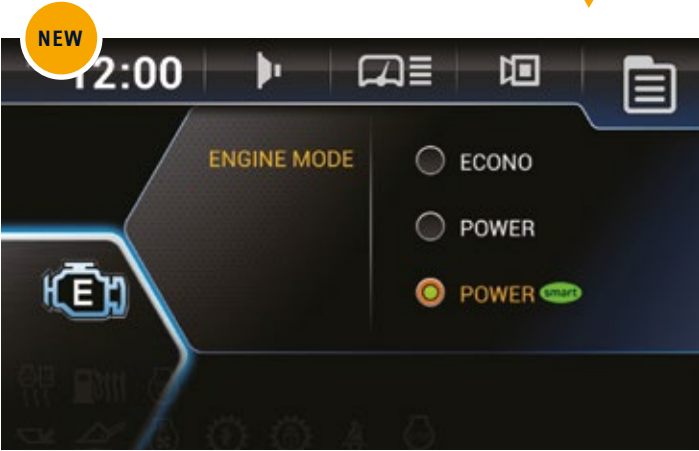 NEW
12:00
ENGINE MODE
ECONO
POWER
E
POWER smart